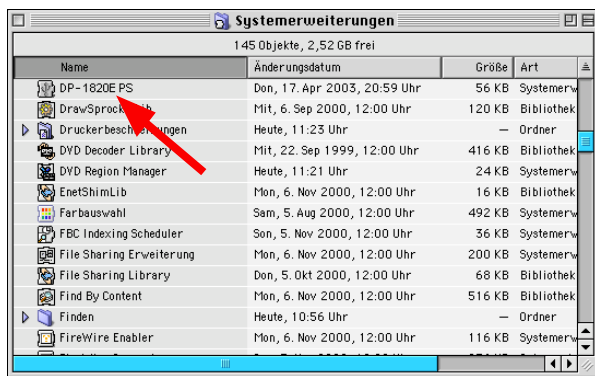 Systemerweiterungen
145 Objekte, 2,52 GB frei
Name Änderungsdatum Größe Art
DP-1820E PS Don, 17. Apr 2003, 20:59 Uhr 56 KB Systemerw
DrawSprock Mit, 6. Sep 2000, 12:00 Uhr 120 KB Bibliothek
Heute, 11:23 Uhr — Ordner
DVD Decoder Library Mit, 22. Sep 1999, 12:00 Uhr 416 KB Bibliothek
DVD Region Manager Heute, 11:21 Uhr 24 KB Systemerw
EnetShimLib Mon, 6. Nov 2000, 12:00 Uhr 16 KB Bibliothek
Farbauswahl Sam, 5. Aug 2000, 12:00 Uhr 492 KB Systemerw
FBC Indexing Scheduler Son, 5. Nov 2000, 12:00 Uhr 36 KB Systemerw
File Sharing Erweiterung Mon, 6. Nov 2000, 12:00 Uhr 200 KB Systemerw
File Sharing Library Don, 5. Okt 2000, 12:00 Uhr 68 KB Bibliothek
Find By Content Mon, 6. Nov 2000, 12:00 Uhr 516 KB Bibliothek
Finden Heute, 10:56 Uhr — Ordner
FireWire Enabler Mon, 6. Nov 2000, 12:00 Uhr 116 KB Systemerw